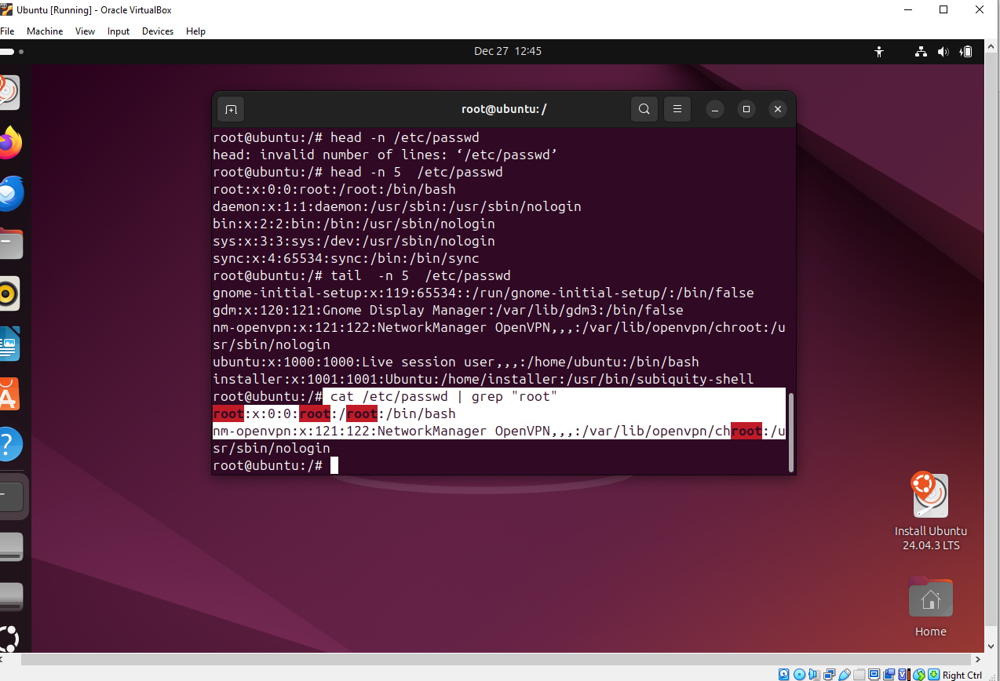 Ubuntu [Running] - Oracle VirtualBox
File Machine View Input Devices Help
Dec 27 12:45
root@ubuntu: /
root@ubuntu:/# head -n /etc/passwd
head: invalid number of lines: ‘/etc/passwd’
root@ubuntu:/# head -n 5  /etc/passwd
root:x:0:0:root:/root:/bin/bash
daemon:x:1:1:daemon:/usr/sbin:/usr/sbin/nologin
bin:x:2:2:bin:/bin:/usr/sbin/nologin
sys:x:3:3:sys:/dev:/usr/sbin/nologin
sync:x:4:65534:sync:/bin:/bin/sync
root@ubuntu:/# tail  -n 5  /etc/passwd
gnome-initial-setup:x:119:65534::/run/gnome-initial-setup/:/bin/false
gdm:x:120:121:Gnome Display Manager:/var/lib/gdm3:/bin/false
nm-openvpn:x:121:122:NetworkManager OpenVPN,,,:/var/lib/openvpn/chroot:/u
sr/sbin/nologin
ubuntu:x:1000:1000:Live session user,,,:/home/ubuntu:/bin/bash
installer:x:1001:1001:Ubuntu:/home/installer:/usr/bin/subiquity-shell
root@ubuntu:/# cat /etc/passwd | grep "root"
root:x:0:0:root:/root:/bin/bash
nm-openvpn:x:121:122:NetworkManager OpenVPN,,,:/var/lib/openvpn/chroot:/u
sr/sbin/nologin
root@ubuntu:/#
Install Ubuntu
24.04.3 LTS
Home
Right Ctrl